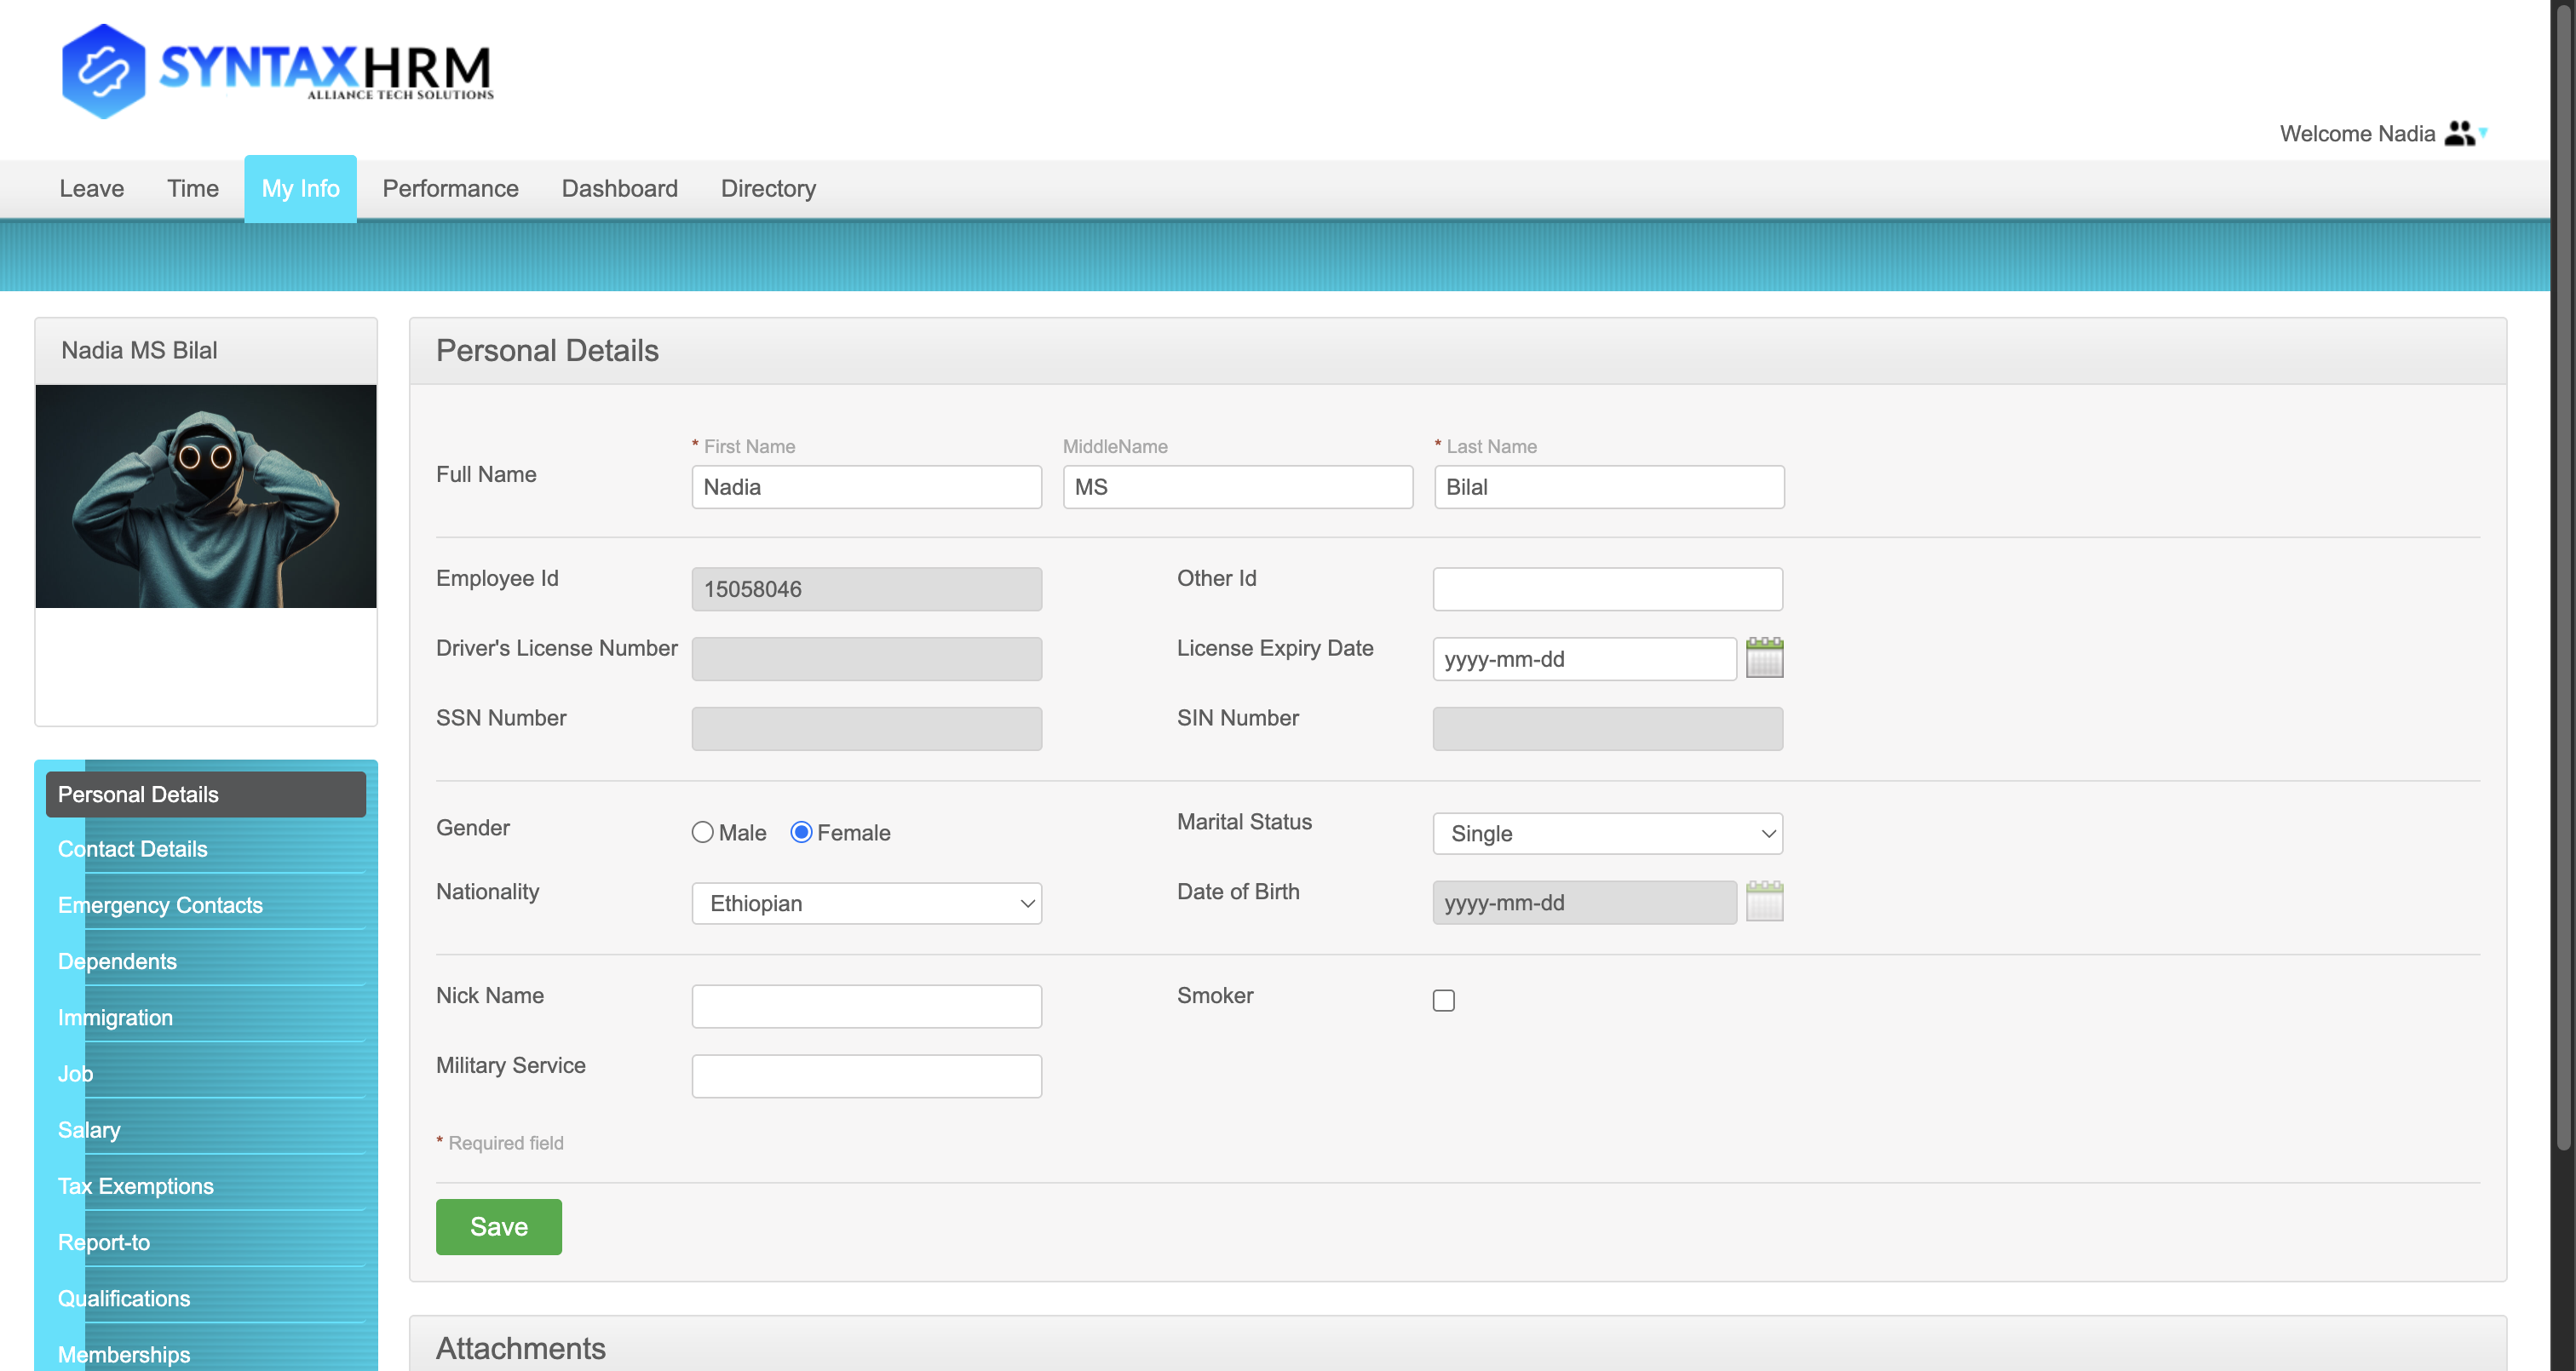 SYNTAXHRM
ALLIANCE TECH SOLUTIONS
Welcome Nadia
Leave Time My Info Performance Dashboard Directory
Nadia MS Bilal
Personal Details
Contact Details
Emergency Contacts
Dependents
Immigration
Job
Salary
Tax Exemptions
Report-to
Qualifications
Memberships
Personal Details
* First Name MiddleName * Last Name
Full Name Nadia MS Bilal
Employee Id 15058046 Other Id
Driver's License Number License Expiry Date yyyy-mm-dd
SSN Number SIN Number
Gender Male Female Marital Status Single
Nationality Ethiopian Date of Birth yyyy-mm-dd
Nick Name Smoker
Military Service
* Required field
Save
Attachments